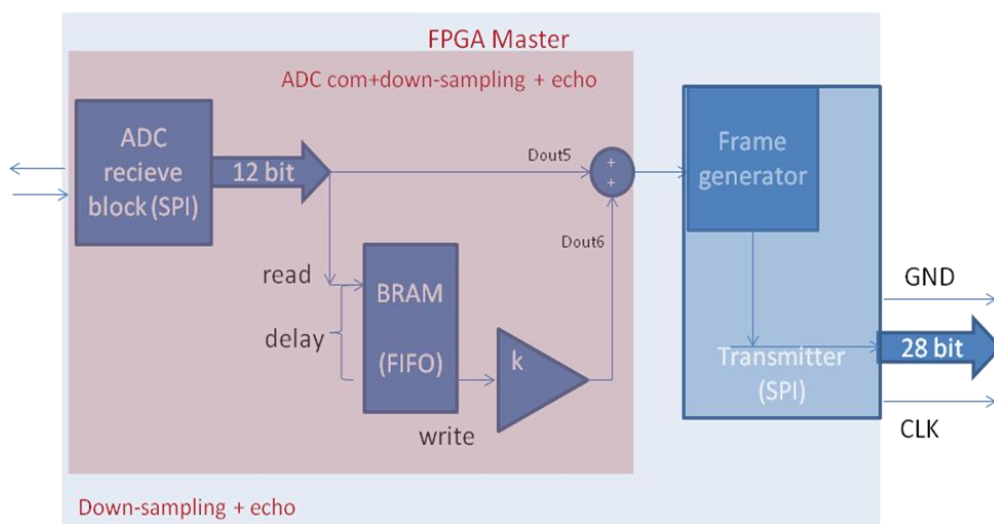 FPGA Master
ADC com+down-sampling + echo
ADC
recieve
block(SPI)
12 bit
Dout5
+
+
Frame
generator
Dout6
read
delay
BRAM
(FIFO)
k
write
GND
28 bit
Transmitter
(SPI)
CLK
Down-sampling + echo